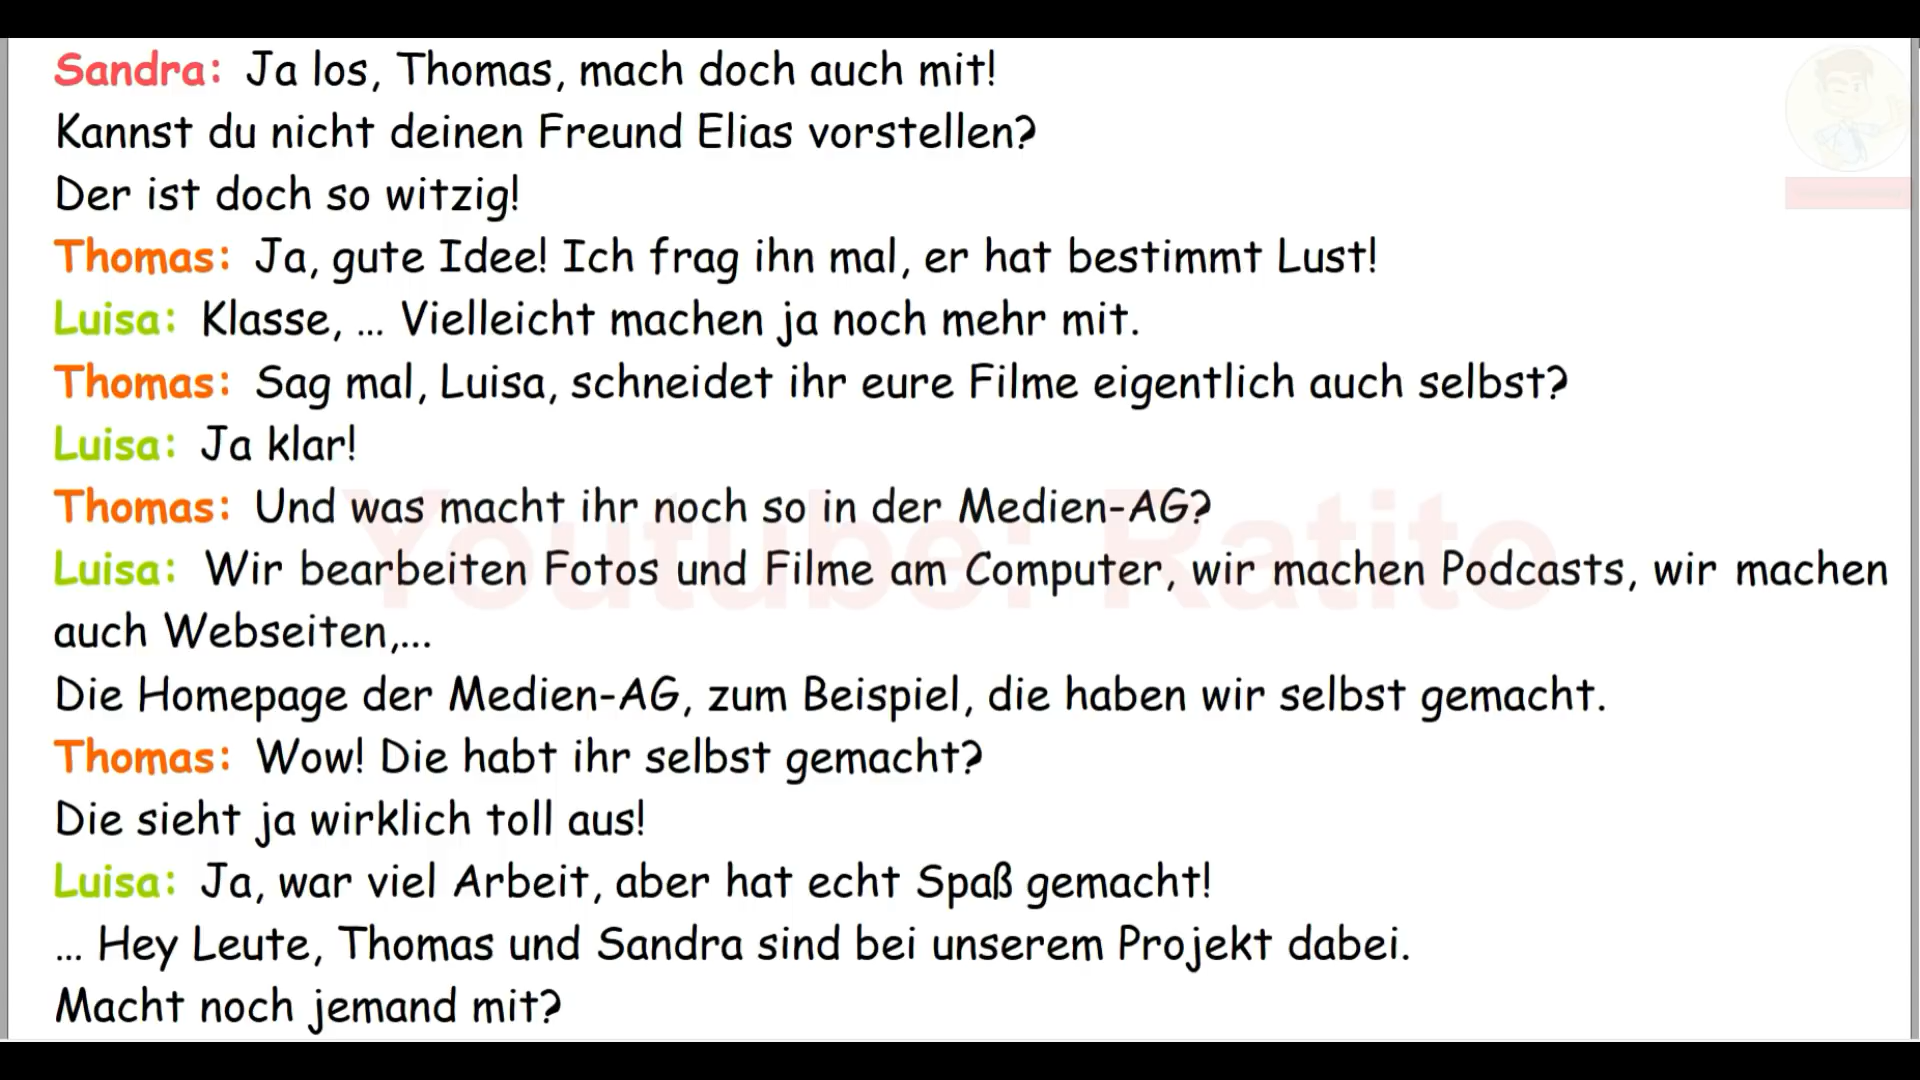 Sandra: Ja los, Thomas, mach doch auch mit!
Kannst du nicht deinen Freund Elias vorstellen?
Der ist doch so witzig!
Thomas: Ja, gute Idee! Ich frag ihn mal, er hat bestimmt Lust!
Luisa: Klasse, ... Vielleicht machen ja noch mehr mit.
Thomas: Sag mal, Luisa, schneidet ihr eure Filme eigentlich auch selbst?
Luisa: Ja klar!
Thomas: Und was macht ihr noch so in der Medien-AG?
Youtube: Ratito
Luisa: Wir bearbeiten Fotos und Filme am Computer, wir machen Podcasts, wir machen
auch Webseiten,...
Die Homepage der Medien-AG, zum Beispiel, die haben wir selbst gemacht.
Thomas: Wow! Die habt ihr selbst gemacht?
Die sieht ja wirklich toll aus!
Luisa: Ja, war viel Arbeit, aber hat echt Spaß gemacht!
... Hey Leute, Thomas und Sandra sind bei unserem Projekt dabei.
Macht noch jemand mit?